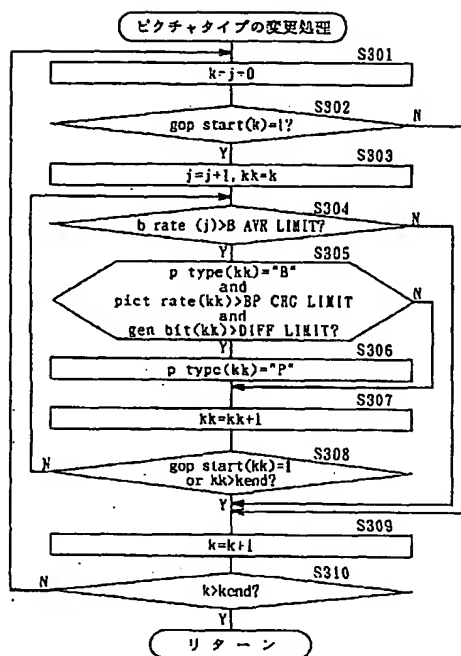 ピクチャタイプの変更処理
S301
k=j=0
S302
gop start(k)=1?
N
Y
S303
j=j+1, kk=k
S304
b rate (j)>B AVR LIMIT?
N
Y
S305
p type(kk)="B"
and
pict rate(kk)>BP CHG LIMIT
and
gen bit(kk)>DIFF LIMIT?
N
Y
S306
p type(kk)="P"
S307
kk=kk+1
S308
gop start(kk)=1
or kk>kend?
N
Y
S309
k=k+1
S310
k>kend?
N
Y
リターン